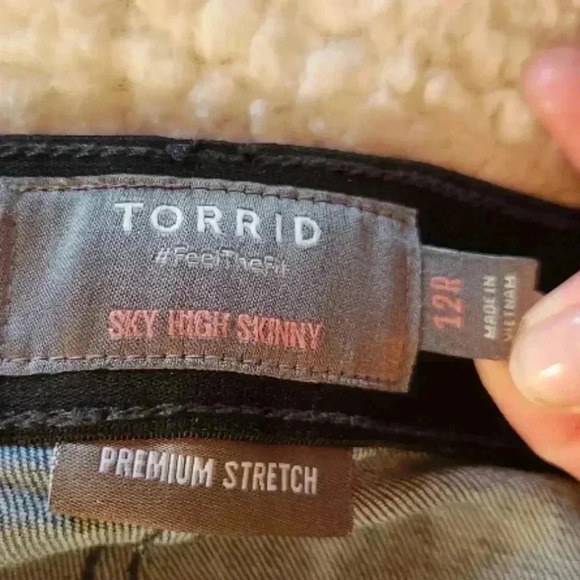 TORRID
#FeelTheFit
SKY HIGH SKINNY
12R
MADE IN
VIETNAM
PREMIUM STRETCH